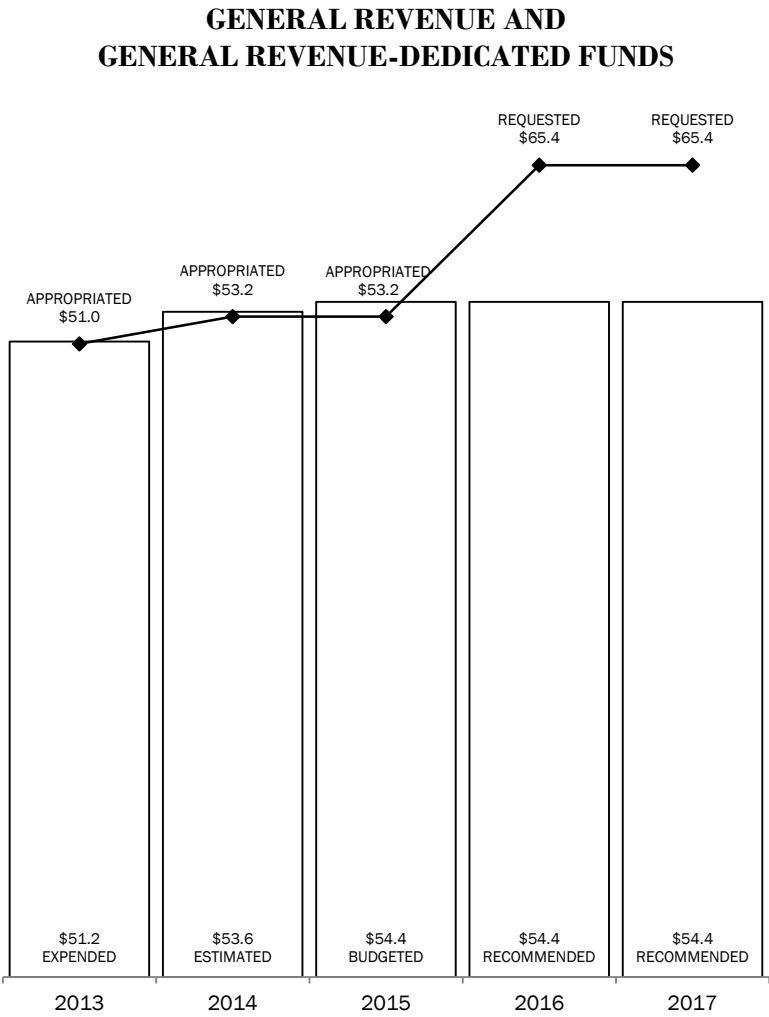 GENERAL REVENUE AND
GENERAL REVENUE-DEDICATED FUNDS
REQUESTED
$65.4
REQUESTED
$65.4
APPROPRIATED
$51.0
APPROPRIATED
$53.2
APPROPRIATED
$53.2
$51.2
EXPENDED
$53.6
ESTIMATED
$54.4
BUDGETED
$54.4
RECOMMENDED
$54.4
RECOMMENDED
2013
2014
2015
2016
2017